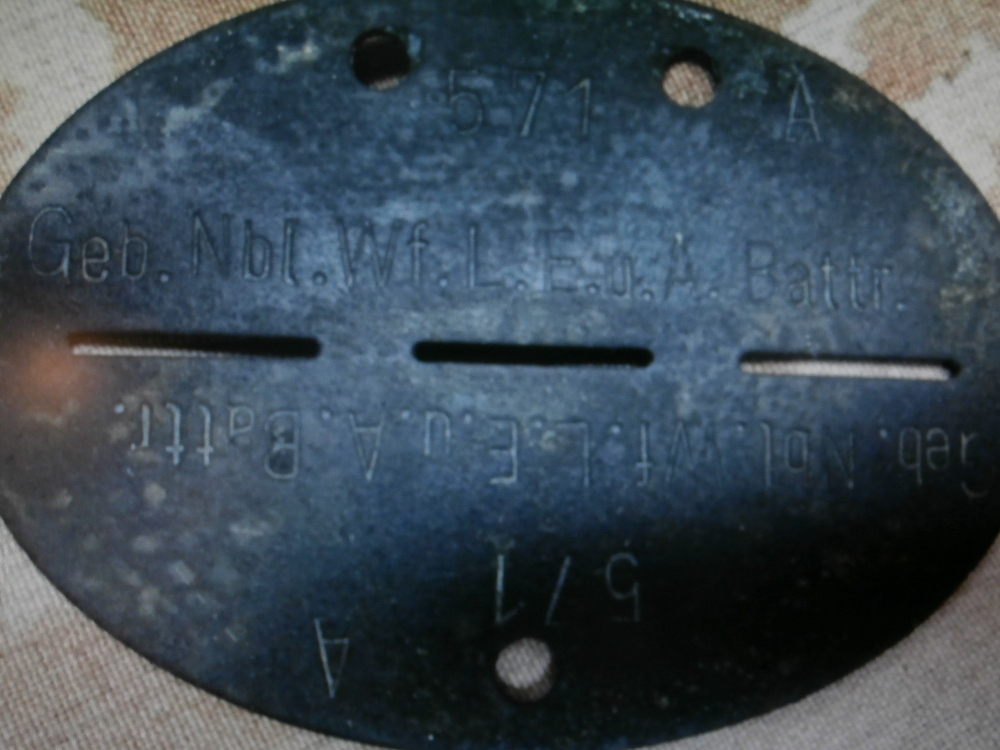 571 A
Geb. Nbl. Wf. L. E. u. A. Battr.
Geb. Nbl. Wf. L. E. u. A. Battr.
571
A